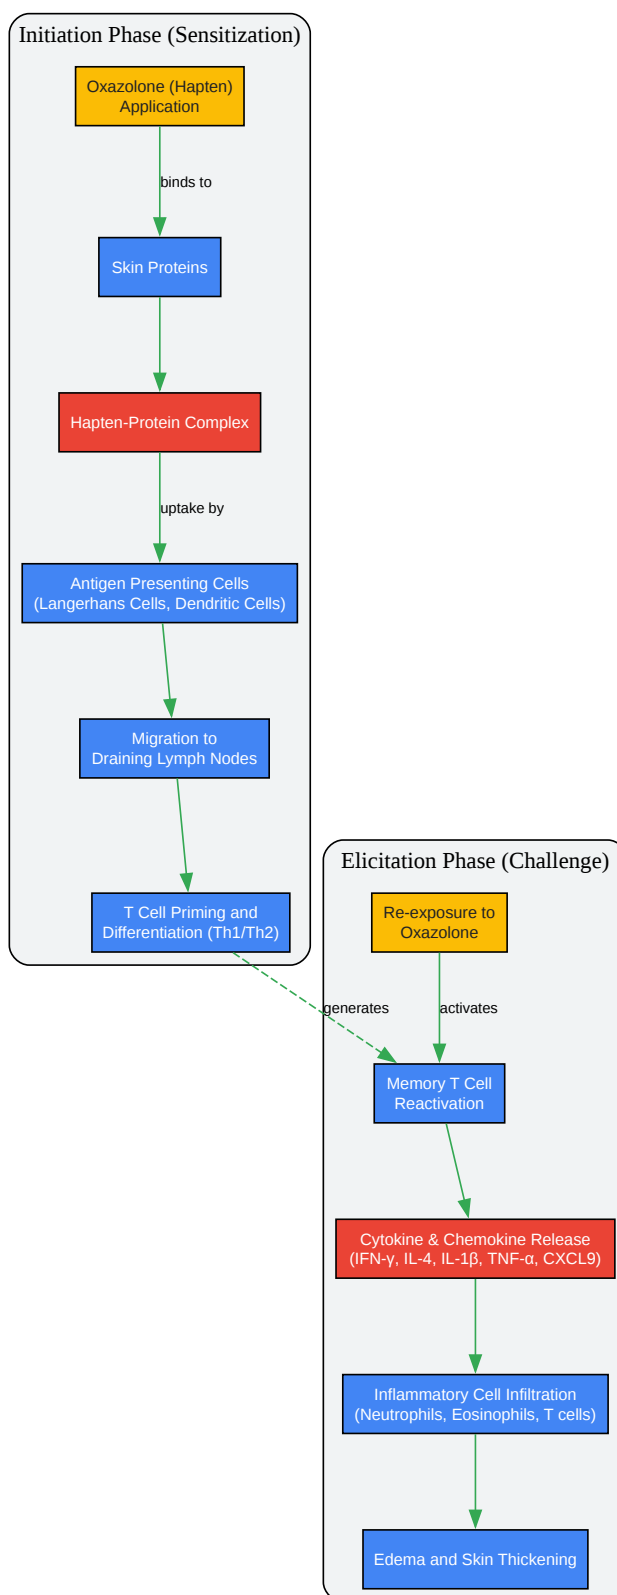 Initiation Phase (Sensitization)
Oxazolone (Hapten)
Application
binds to
Skin Proteins
Hapten-Protein Complex
uptake by
Antigen Presenting Cells
(Langerhans Cells, Dendritic Cells)
Migration to
Draining Lymph Nodes
T Cell Priming and
Differentiation (Th1/Th2)
generates
Elicitation Phase (Challenge)
Re-exposure to
Oxazolone
activates
Memory T Cell
Reactivation
Cytokine & Chemokine Release
(IFN-γ, IL-4, IL-1β, TNF-α, CXCL9)
Inflammatory Cell Infiltration
(Neutrophils, Eosinophils, T cells)
Edema and Skin Thickening